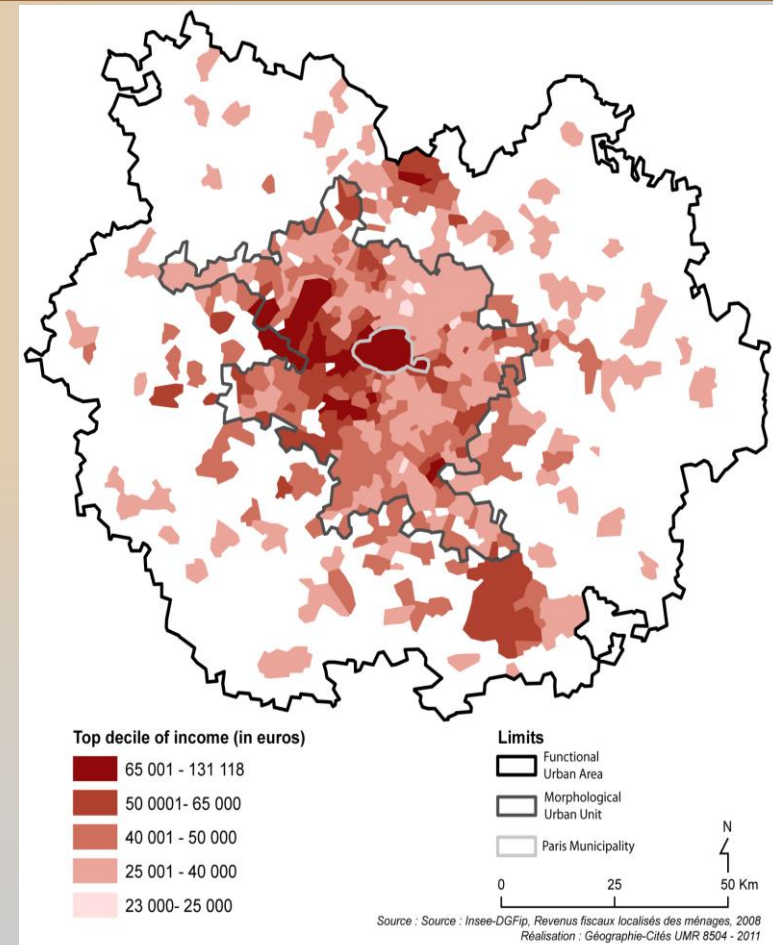 Top decile of income (in euros)
65 001 - 131 118
50 0001- 65 000
40 001 - 50 000
25 001 - 40 000
23 000- 25 000
Limits
Functional
Urban Area
Morphological
Urban Unit
Paris Municipality
N
0 25 50 Km
Source : Source : Insee-DGFip, Revenus fiscaux localisés des ménages, 2008
Réalisation : Géographie-Cités UMR 8504 - 2011